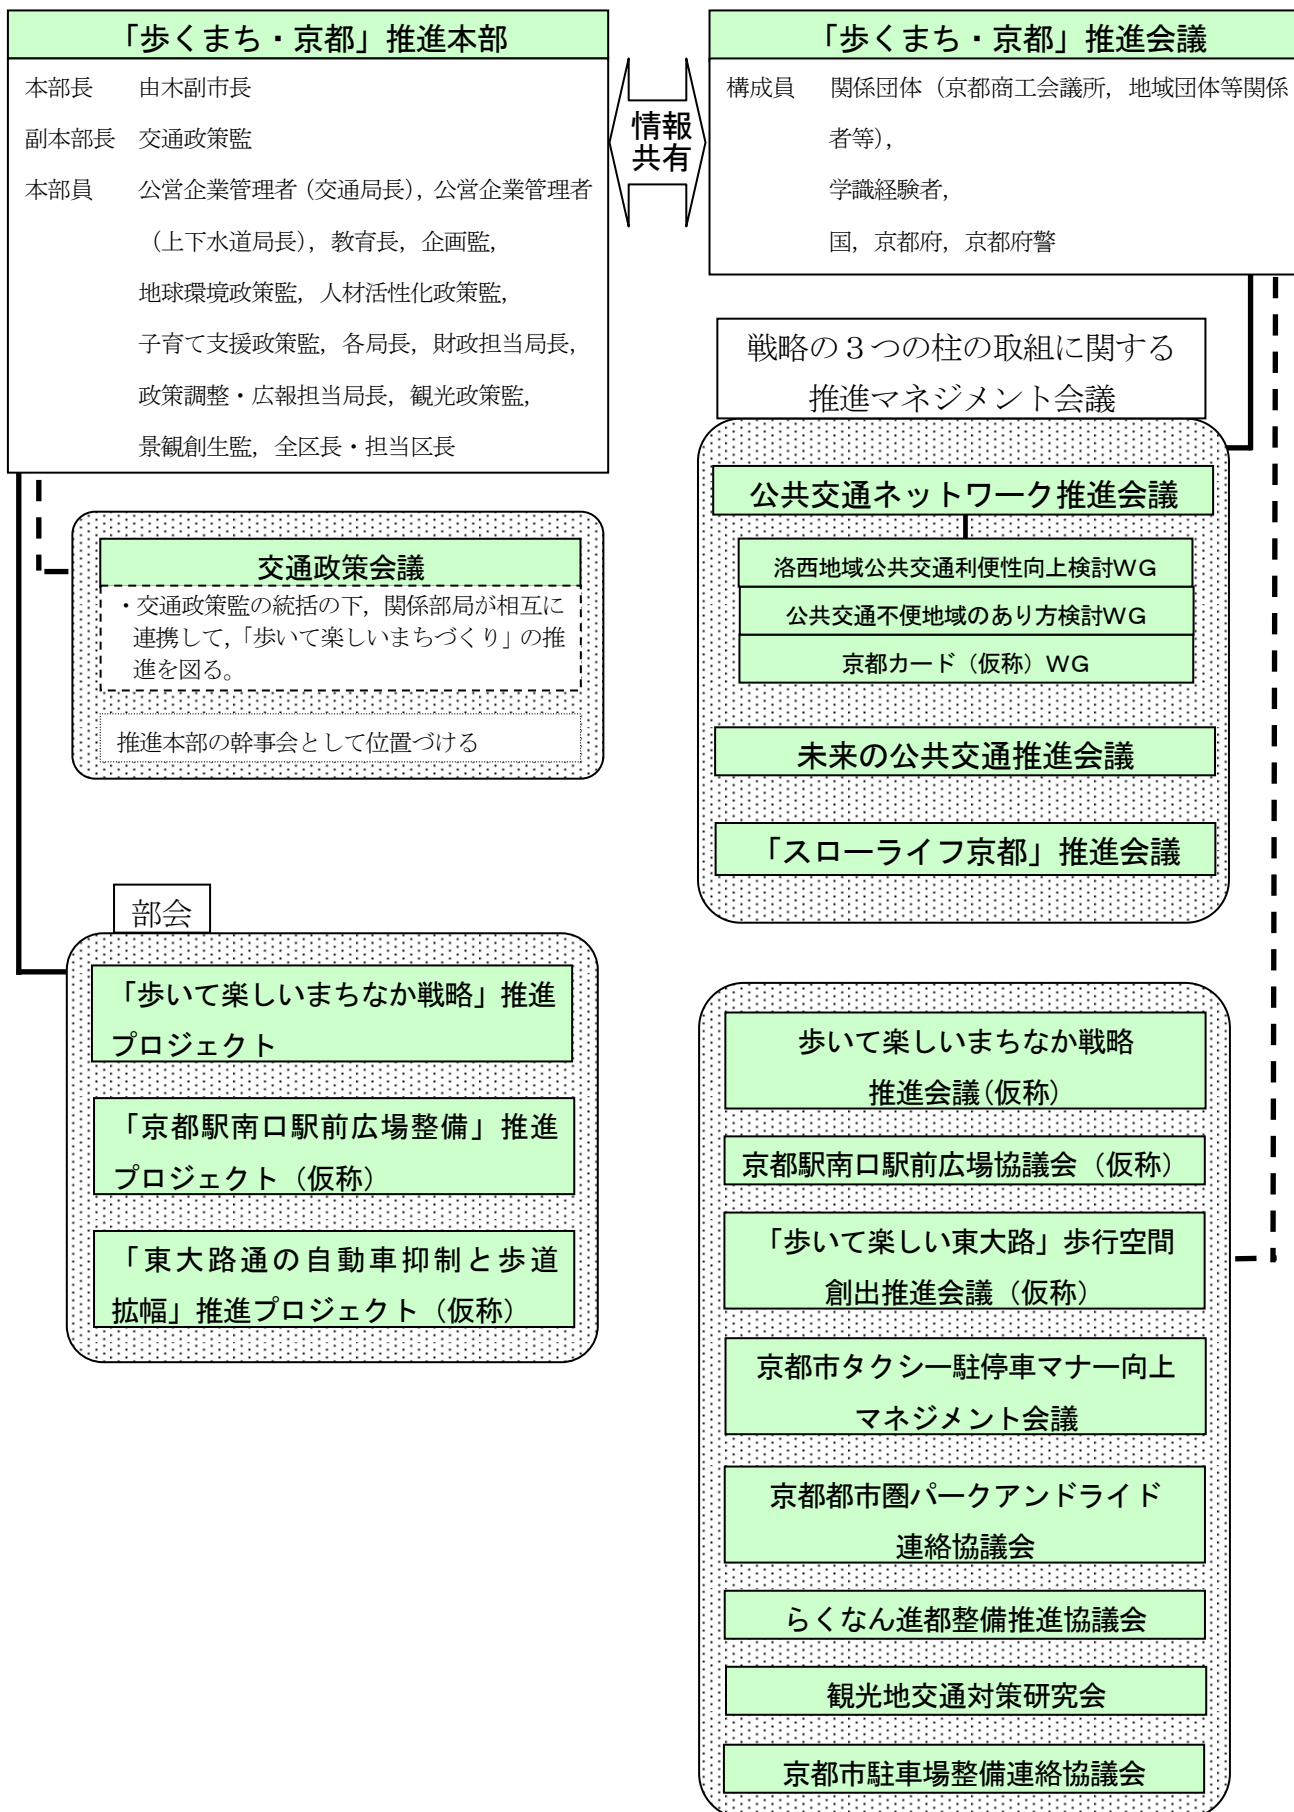 「歩くまち・京都」推進本部
本部長 由木副市長
副本部長 交通政策監
本部員 公営企業管理者（交通局長），公営企業管理者
（上下水道局長），教育長，企画監，
地球環境政策監，人材活性化政策監，
子育て支援政策監，各局長，財政担当局長，
政策調整・広報担当局長，観光政策監，
景観創生監，全区長・担当区長
情報
共有
「歩くまち・京都」推進会議
構成員 関係団体（京都商工会議所，地域団体等関係
者等），
学識経験者，
国，京都府，京都府警
交通政策会議
・交通政策監の統括の下，関係部局が相互に
連携して，「歩いて楽しいまちづくり」の推
進を図る。
推進本部の幹事会として位置づける
部会
「歩いて楽しいまちなか戦略」推進
プロジェクト
「京都駅南口駅前広場整備」推進
プロジェクト（仮称）
「東大路通の自動車抑制と歩道
拡幅」推進プロジェクト（仮称）
戦略の３つの柱の取組に関する
推進マネジメント会議
公共交通ネットワーク推進会議
洛西地域公共交通利便性向上検討ＷＧ
公共交通不便地域のあり方検討ＷＧ
京都カード（仮称）ＷＧ
未来の公共交通推進会議
「スローライフ京都」推進会議
歩いて楽しいまちなか戦略
推進会議（仮称）
京都駅南口駅前広場協議会（仮称）
「歩いて楽しい東大路」歩行空間
創出推進会議（仮称）
京都市タクシー駐停車マナー向上
マネジメント会議
京都都市圏パークアンドライド
連絡協議会
らくなん進都整備推進協議会
観光地交通対策研究会
京都市駐車場整備連絡協議会